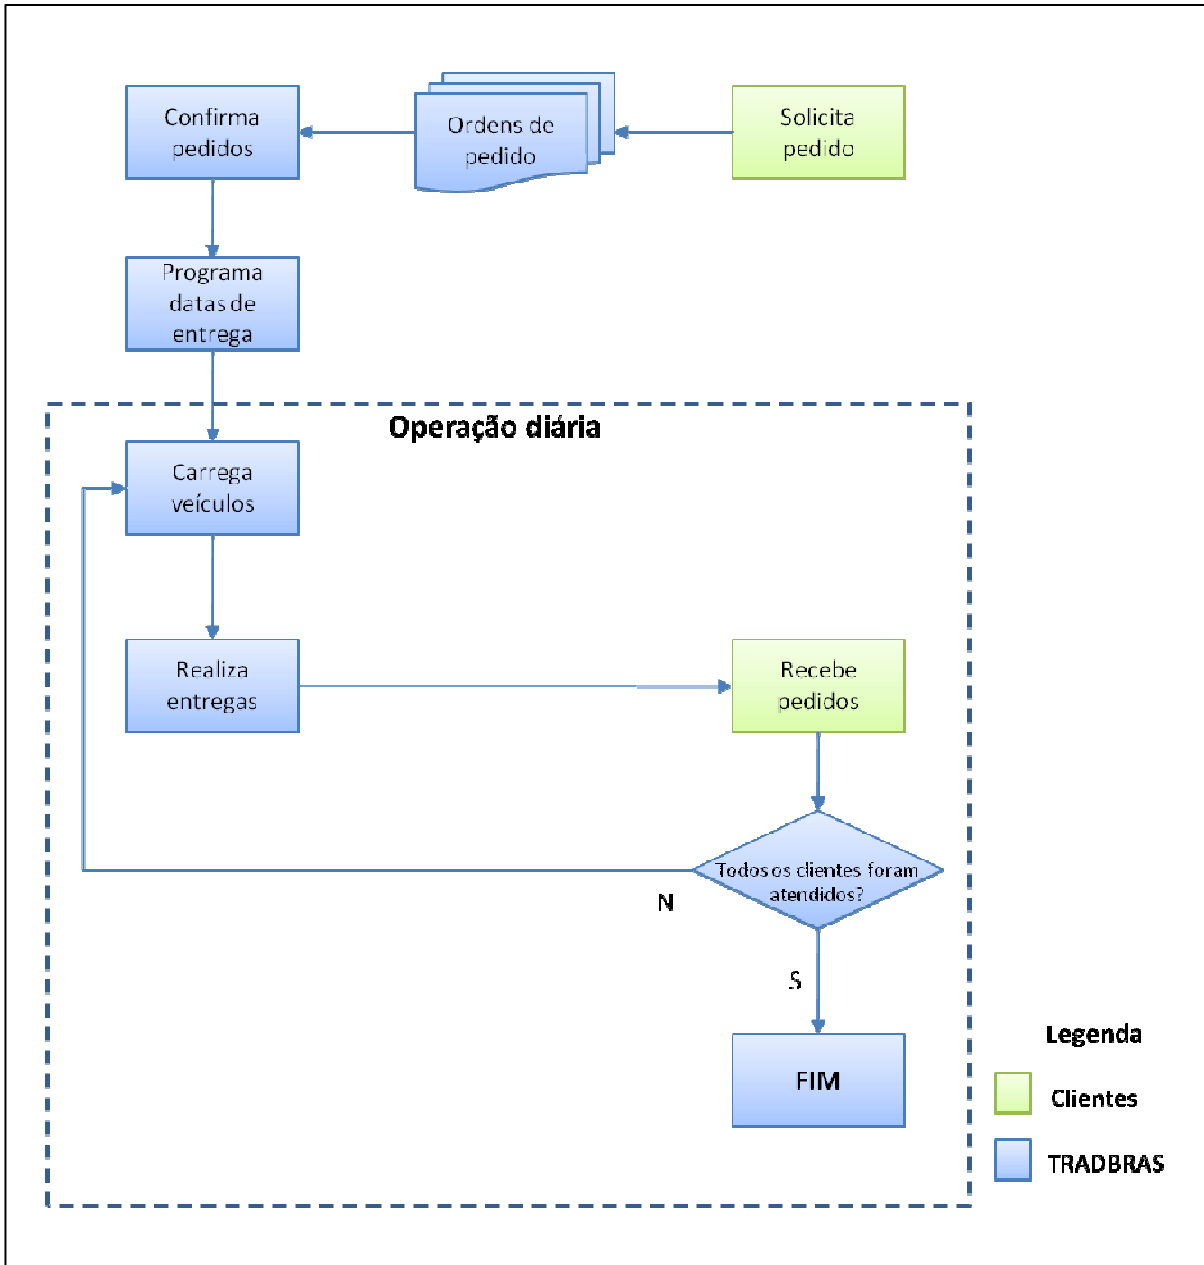 Confirma
pedidos
Ordens de
pedido
Solicita
pedido
Programa
datas de
entrega
Operação diária
Carrega
veículos
Realiza
entregas
Recebe
pedidos
Todos os clientes foram
atendidos?
N
S
FIM
Legenda
Clientes
TRADBRAS